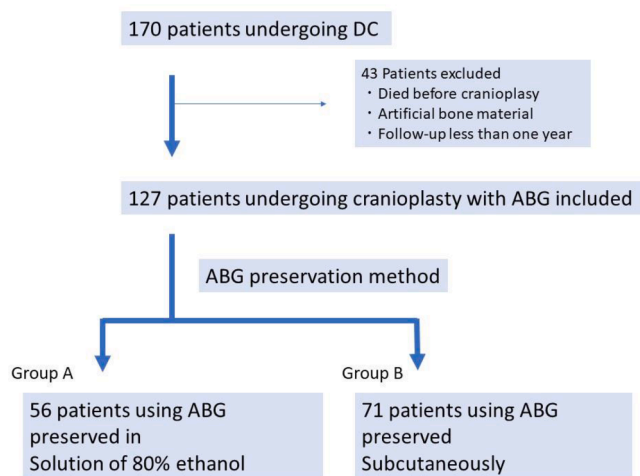 170 patients undergoing DC
43 Patients excluded
・Died before cranioplasy
・Artificial bone material
・Follow-up less than one year
127 patients undergoing cranioplasty with ABG included
ABG preservation method
Group A
56 patients using ABG
preserved in
Solution of 80% ethanol
Group B
71 patients using ABG
preserved
Subcutaneously